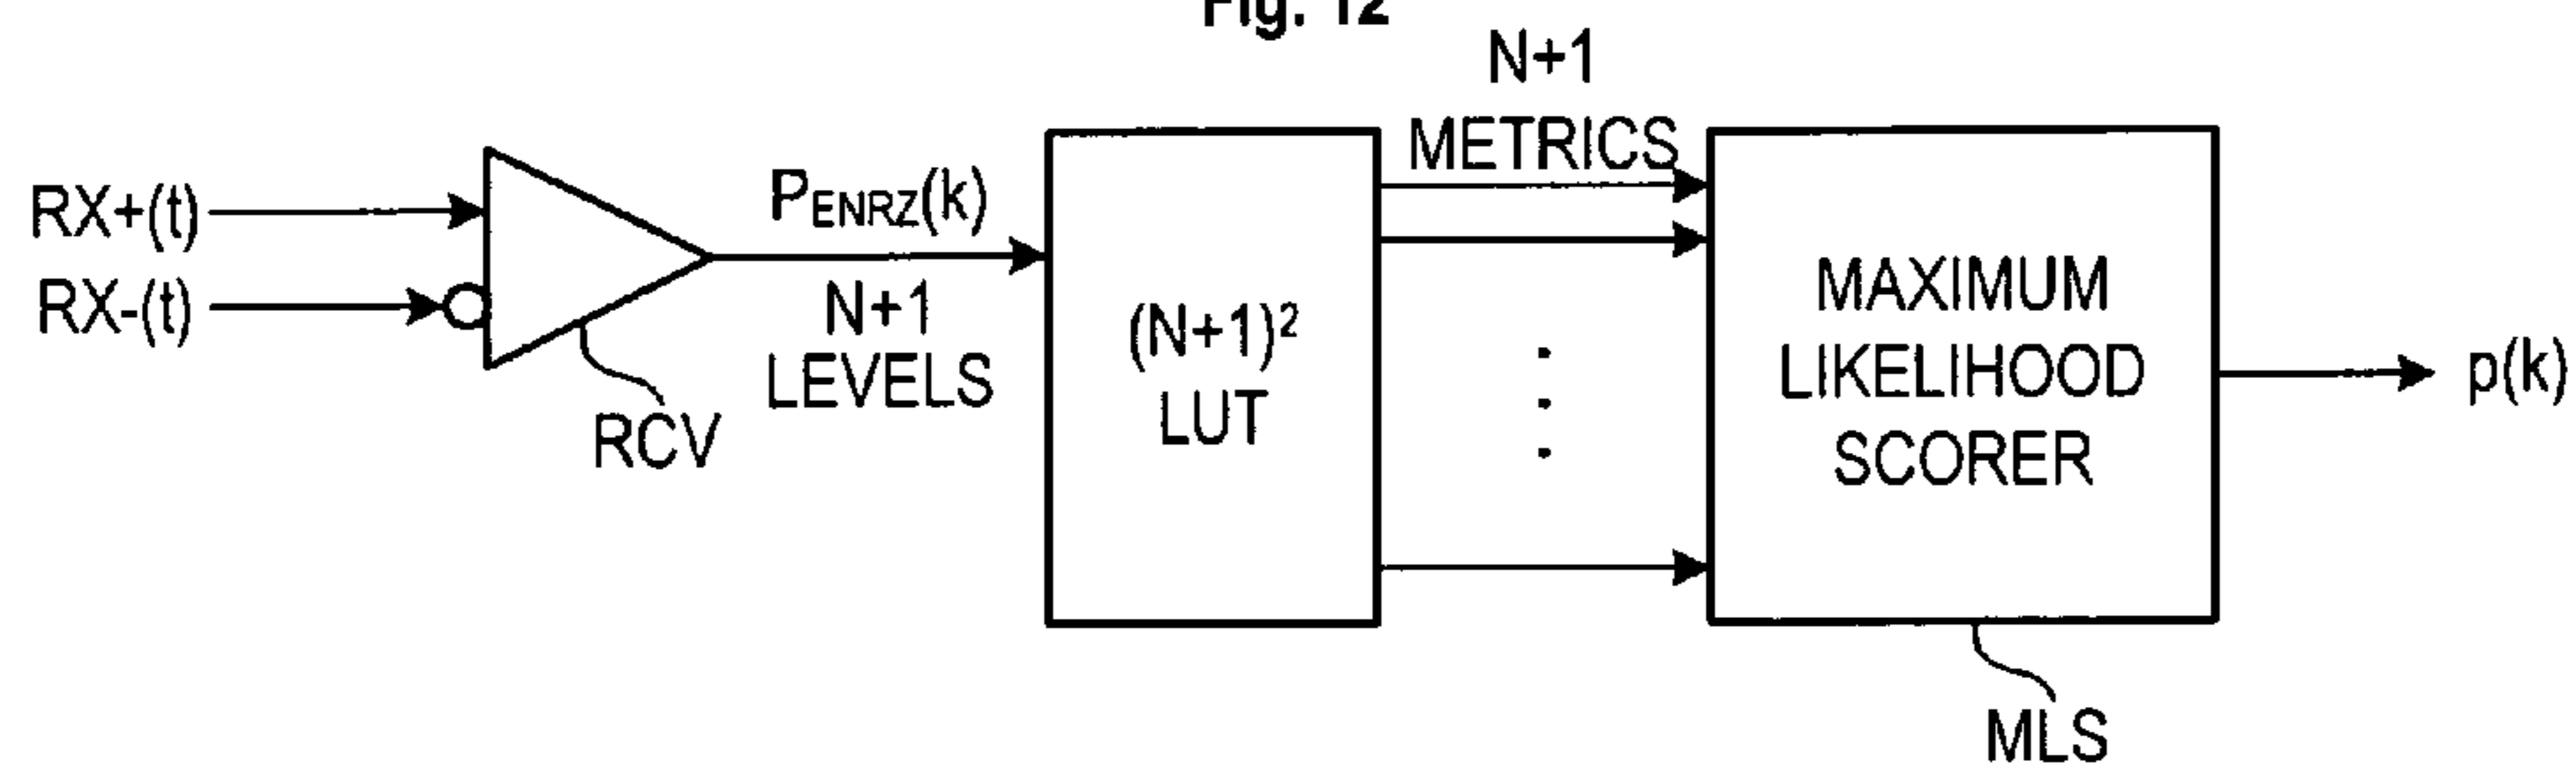 Fig. 12
N+1
METRICS
RX+(t)
RX-(t)
RCV
PENRZ(k)
N+1
LEVELS
(N+1)²
LUT
MAXIMUM
LIKELIHOOD
SCORER
MLS
p(k)